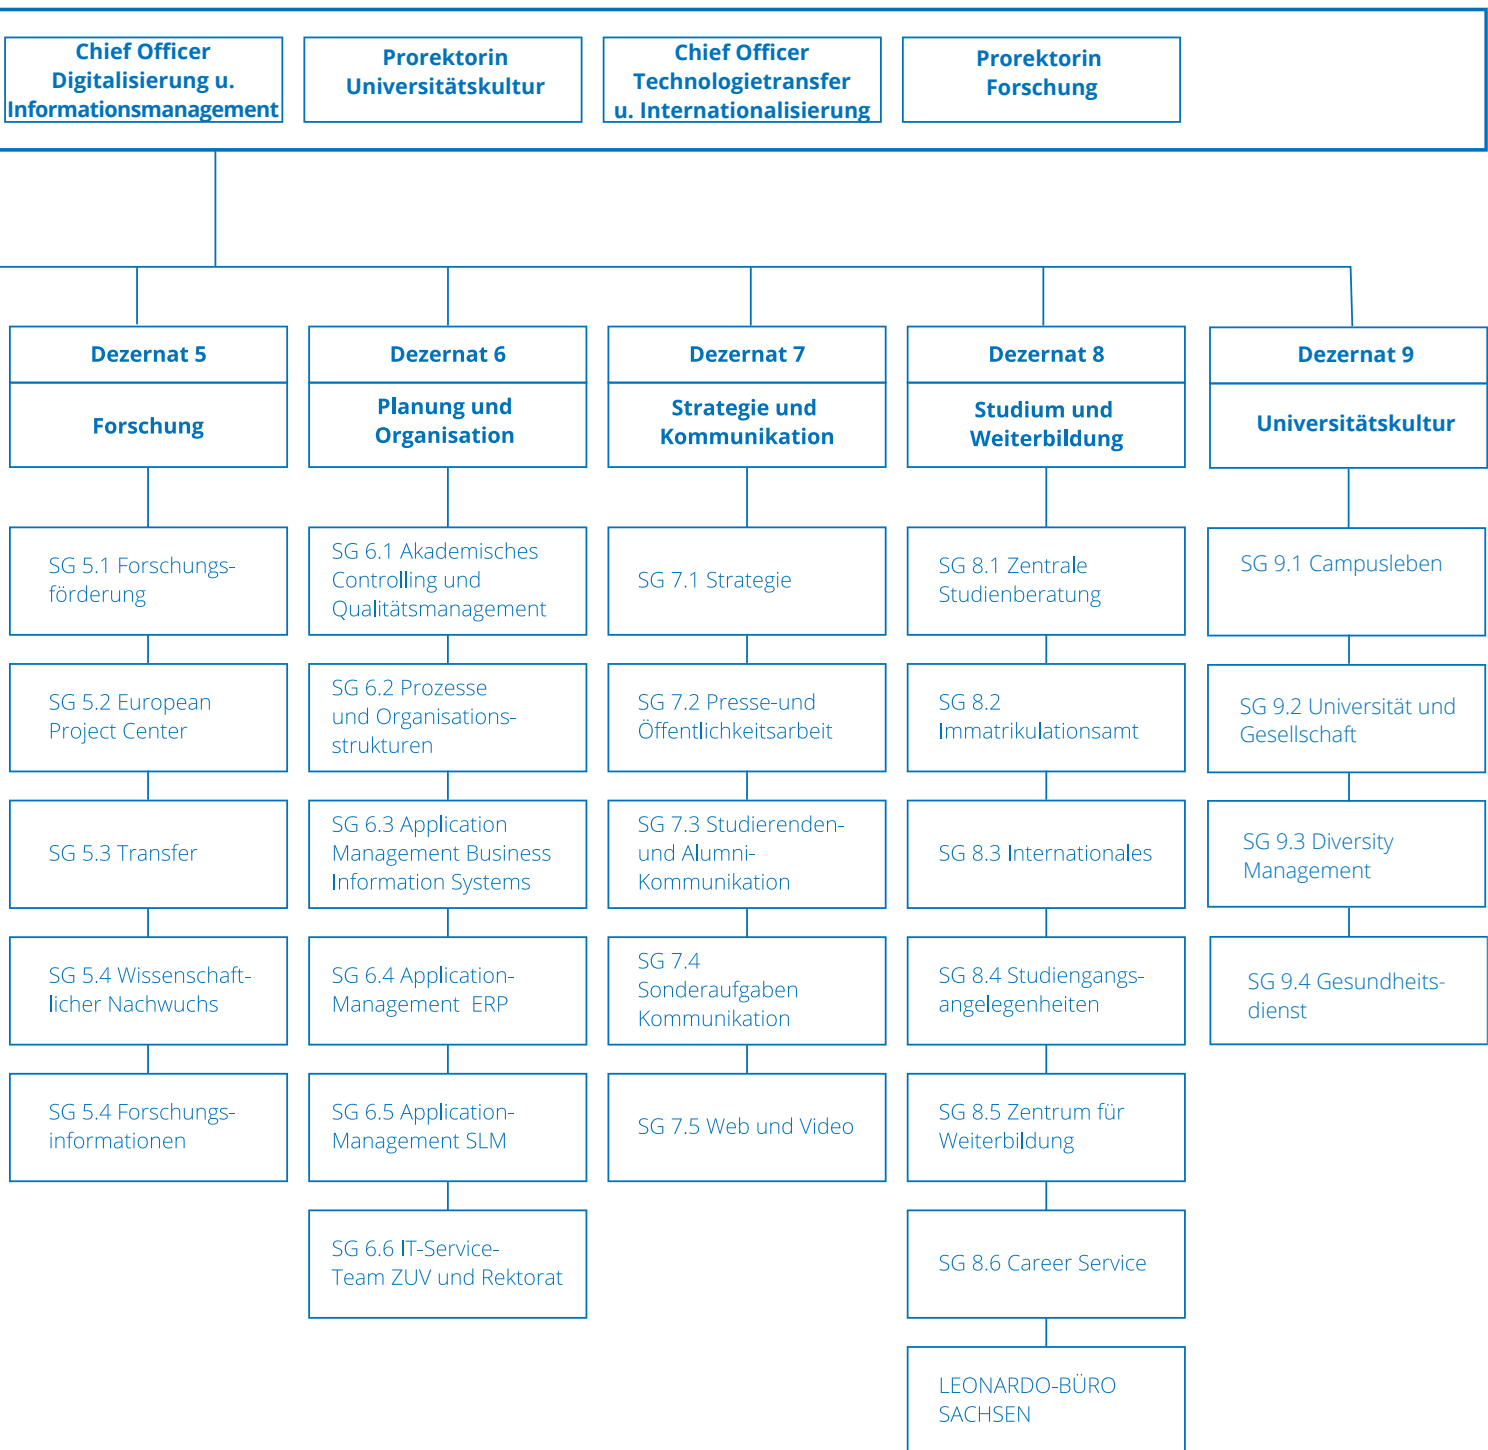 Chief Officer
Digitalisierung u.
Informationsmanagement
Prorektorin
Universitätskultur
Chief Officer
Technologietransfer
u. Internationalisierung
Prorektorin
Forschung
Dezernat 5
Forschung
SG 5.1 Forschungs-
förderung
SG 5.2 European
Project Center
SG 5.3 Transfer
SG 5.4 Wissenschaft-
licher Nachwuchs
SG 5.4 Forschungs-
informationen
Dezernat 6
Planung und
Organisation
SG 6.1 Akademisches
Controlling und
Qualitätsmanagement
SG 6.2 Prozesse
und Organisations-
strukturen
SG 6.3 Application
Management Business
Information Systems
SG 6.4 Application-
Management ERP
SG 6.5 Application-
Management SLM
SG 6.6 IT-Service-
Team ZUV und Rektorat
Dezernat 7
Strategie und
Kommunikation
SG 7.1 Strategie
SG 7.2 Presse-und
Öffentlichkeitsarbeit
SG 7.3 Studierenden-
und Alumni-
Kommunikation
SG 7.4
Sonderaufgaben
Kommunikation
SG 7.5 Web und Video
Dezernat 8
Studium und
Weiterbildung
SG 8.1 Zentrale
Studienberatung
SG 8.2
Immatrikulationsamt
SG 8.3 Internationales
SG 8.4 Studiengangs-
angelegenheiten
SG 8.5 Zentrum für
Weiterbildung
SG 8.6 Career Service
LEONARDO-BÜRO
SACHSEN
Dezernat 9
Universitätskultur
SG 9.1 Campusleben
SG 9.2 Universität und
Gesellschaft
SG 9.3 Diversity
Management
SG 9.4 Gesundheits-
dienst